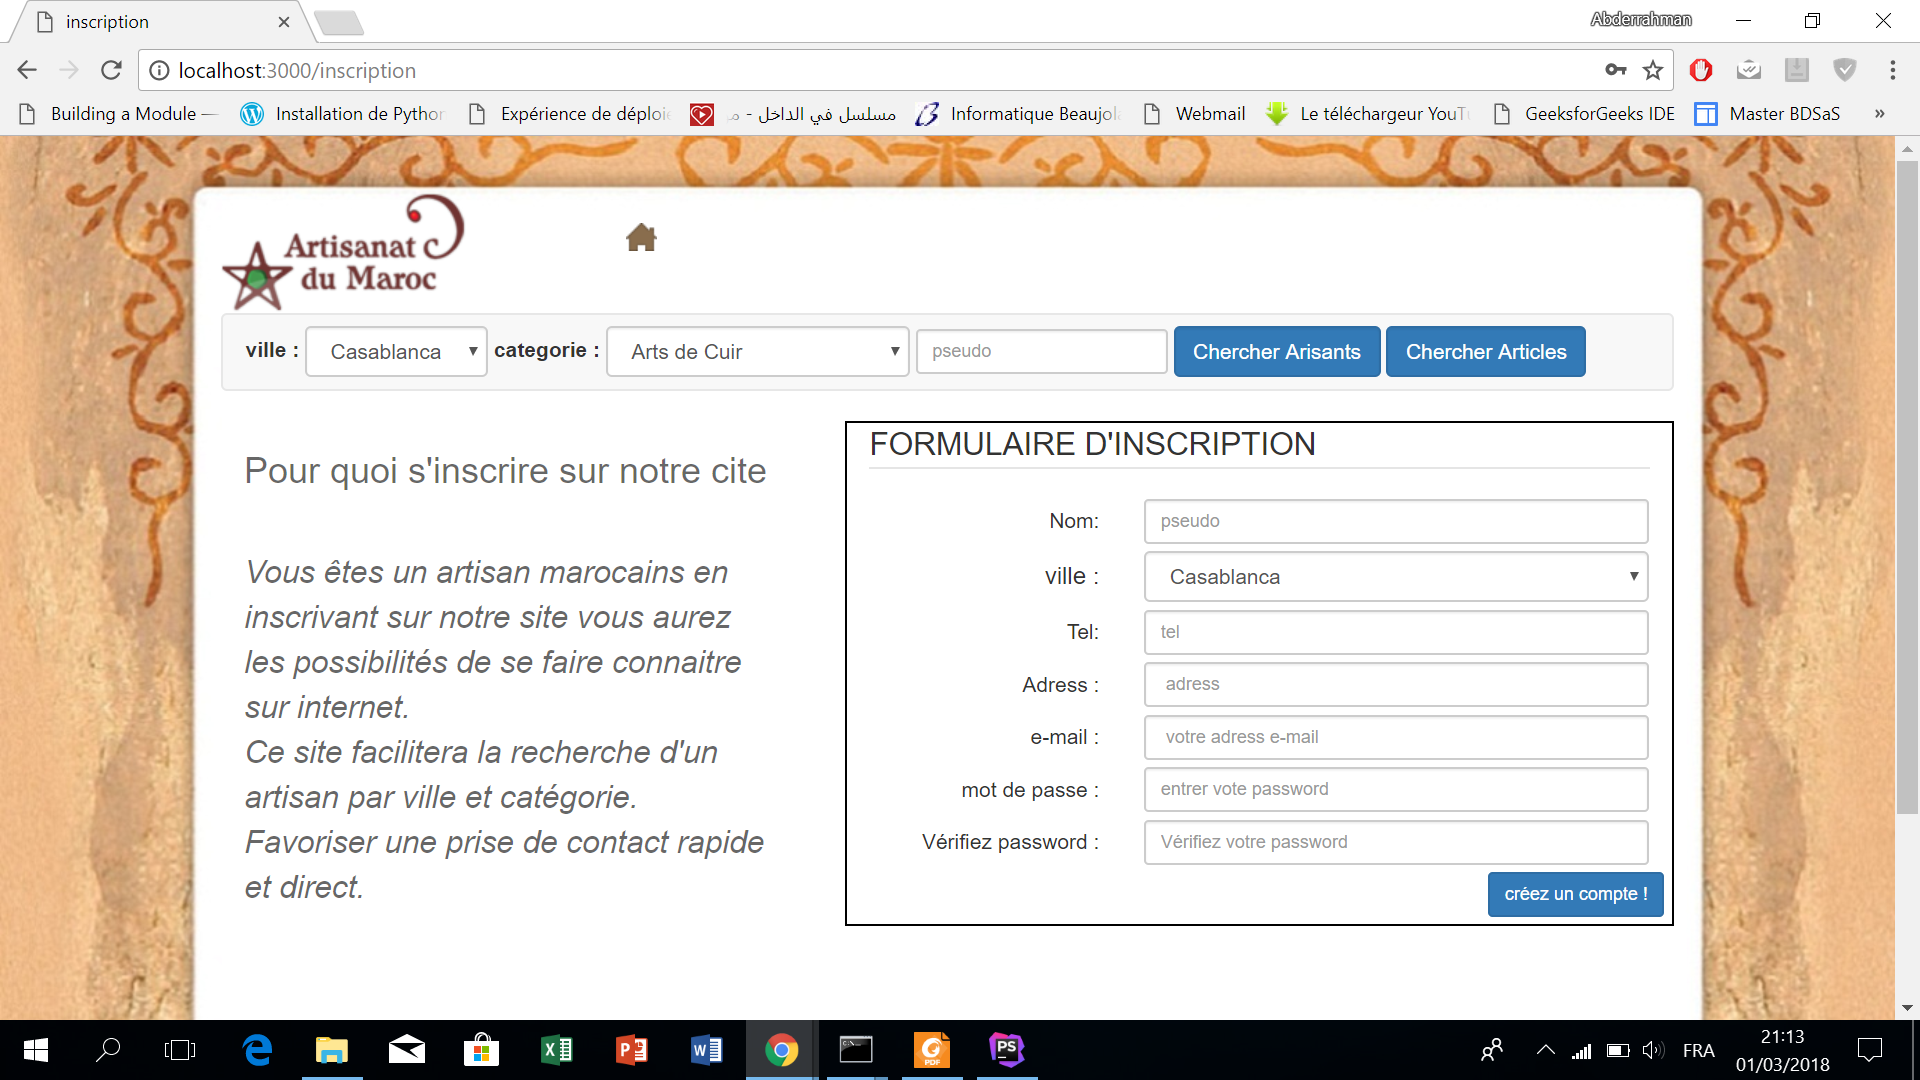 inscription
Abderrahman
localhost:3000/inscription
Building a Module —
Installation de Python
Expérience de déploie
مسلسل في الداخل - م
Informatique Beaujola
Webmail
Le téléchargeur YouTu
GeeksforGeeks IDE
Master BDSaS
»
Artisanat
du Maroc
ville :
Casablanca
categorie :
Arts de Cuir
pseudo
Chercher Arisants
Chercher Articles
Pour quoi s'inscrire sur notre cite
Vous êtes un artisan marocains en
inscrivant sur notre site vous aurez
les possibilités de se faire connaitre
sur internet.
Ce site facilitera la recherche d'un
artisan par ville et catégorie.
Favoriser une prise de contact rapide
et direct.
FORMULAIRE D'INSCRIPTION
Nom:
pseudo
ville :
Casablanca
Tel:
tel
Adress :
adress
e-mail :
votre adress e-mail
mot de passe :
entrer vote password
Vérifiez password :
Vérifiez votre password
créez un compte !
PDF
PS
FRA
21:13
01/03/2018